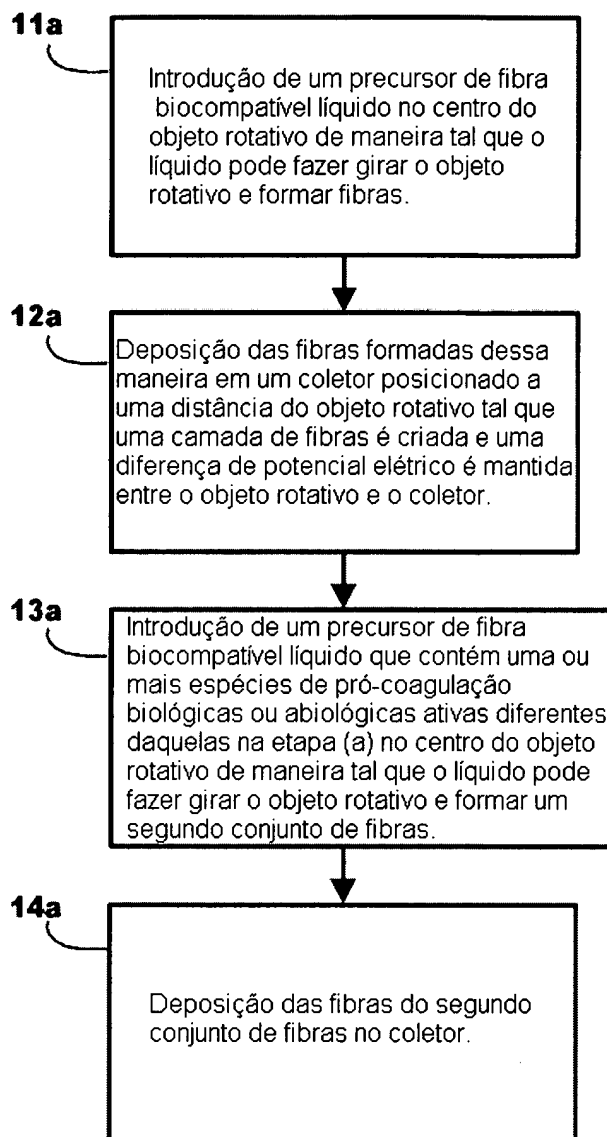 11a
Introdução de um precursor de fibra
biocompatível líquido no centro do
objeto rotativo de maneira tal que o
líquido pode fazer girar o objeto
rotativo e formar fibras.
12a
Deposição das fibras formadas dessa
maneira em um coletor posicionado a
uma distância do objeto rotativo tal que
uma camada de fibras é criada e uma
diferença de potencial elétrico é mantida
entre o objeto rotativo e o coletor.
13a
Introdução de um precursor de fibra
biocompatível líquido que contém uma ou
mais espécies de pró-coagulação
biológicas ou abiológicas ativas diferentes
daquelas na etapa (a) no centro do objeto
rotativo de maneira tal que o líquido pode
fazer girar o objeto rotativo e formar um
segundo conjunto de fibras.
14a
Deposição das fibras do segundo
conjunto de fibras no coletor.